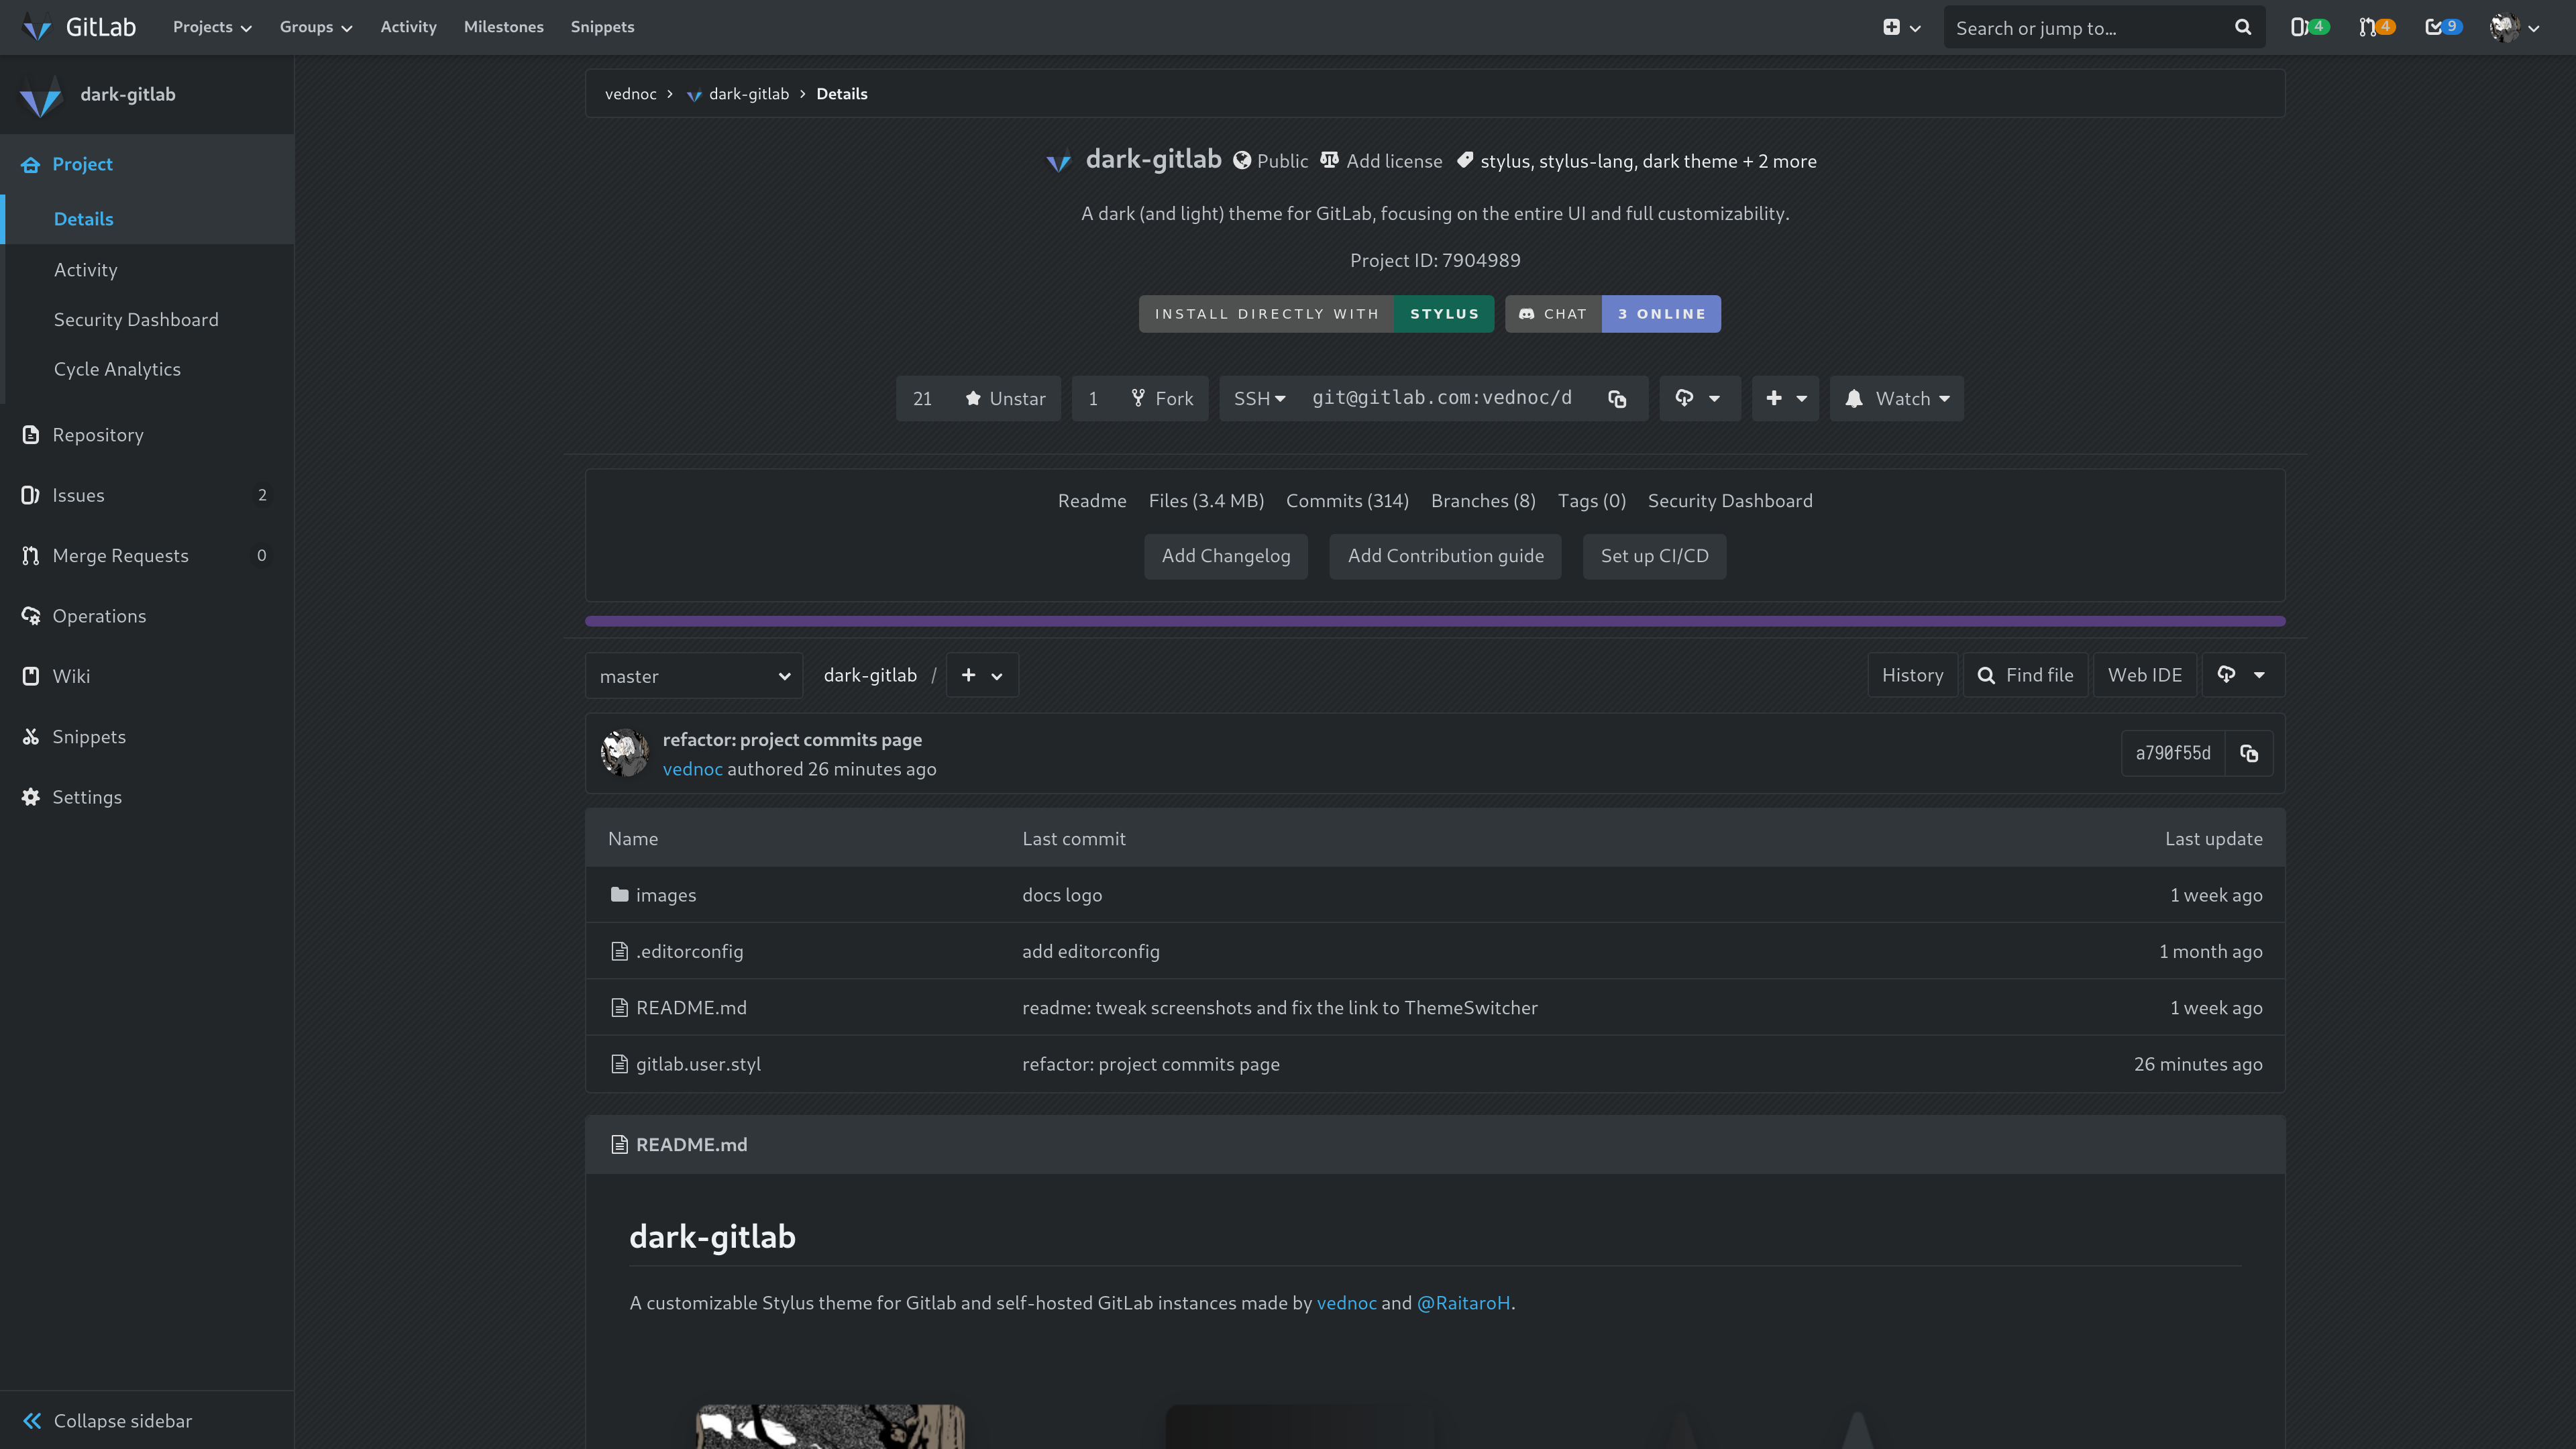 GitLab Projects Groups Activity Milestones Snippets Search or jump to... 4 4 9
dark-gitlab
Project
Details
Activity
Security Dashboard
Cycle Analytics
Repository
Issues 2
Merge Requests 0
Operations
Wiki
Snippets
Settings
Collapse sidebar
vednoc > dark-gitlab > Details
dark-gitlab Public Add license stylus, stylus-lang, dark theme + 2 more
A dark (and light) theme for GitLab, focusing on the entire UI and full customizability.
Project ID: 7904989
INSTALL DIRECTLY WITH STYLUS CHAT 3 ONLINE
21 Unstar 1 Fork SSH git@gitlab.com:vednoc/d Watch
Readme Files (3.4 MB) Commits (314) Branches (8) Tags (0) Security Dashboard
Add Changelog Add Contribution guide Set up CI/CD
master dark-gitlab / + History Find file Web IDE
refactor: project commits page
vednoc authored 26 minutes ago a790f55d
Name Last commit Last update
images docs logo 1 week ago
.editorconfig add editorconfig 1 month ago
README.md readme: tweak screenshots and fix the link to ThemeSwitcher 1 week ago
gitlab.user.styl refactor: project commits page 26 minutes ago
README.md
dark-gitlab
A customizable Stylus theme for Gitlab and self-hosted GitLab instances made by vednoc and @RaitaroH.